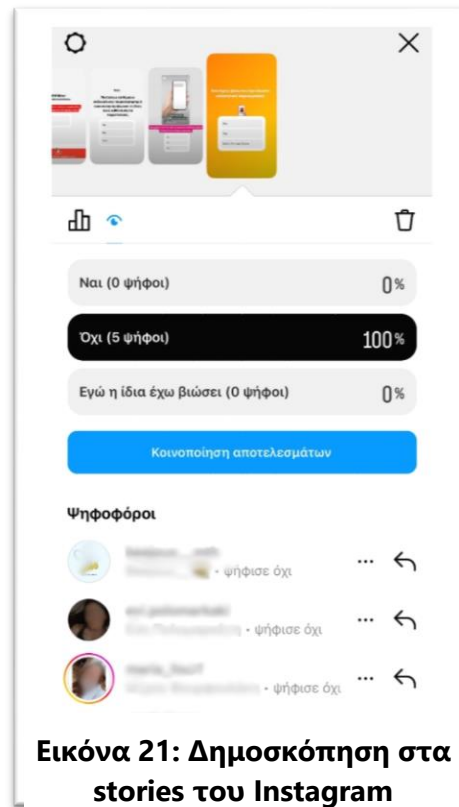 Ναι (0 ψήφοι) 0%
Όχι (5 ψήφοι) 100%
Εγώ η ίδια έχω βιώσει (0 ψήφοι) 0%
Κοινοποίηση αποτελεσμάτων
Ψηφοφόροι
• ψήφισε όχι
• ψήφισε όχι
• ψήφισε όχι
Εικόνα 21: Δημοσκόπηση στα
stories του Instagram